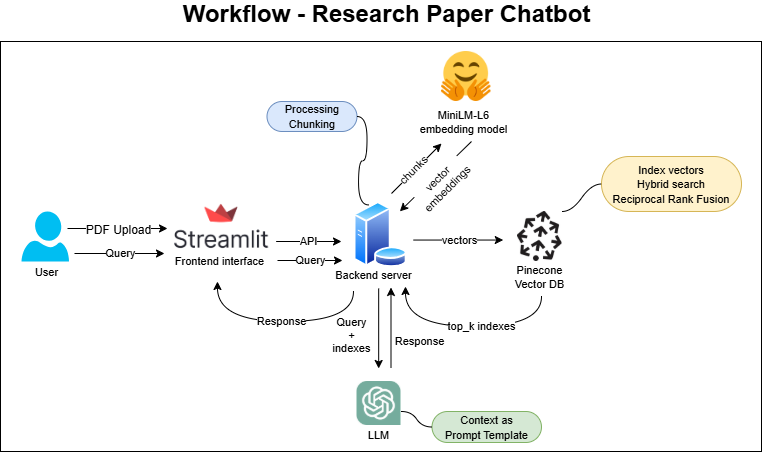 Workflow - Research Paper Chatbot
Processing
Chunking
MiniLM-L6
embedding model
chunks
vector
embeddings
Index vectors
Hybrid search
Reciprocal Rank Fusion
PDF Upload
Query
User
Streamlit
Frontend interface
API
Query
Backend server
vectors
Pinecone
Vector DB
Response
Query
+
indexes
Response
top_k indexes
LLM
Context as
Prompt Template